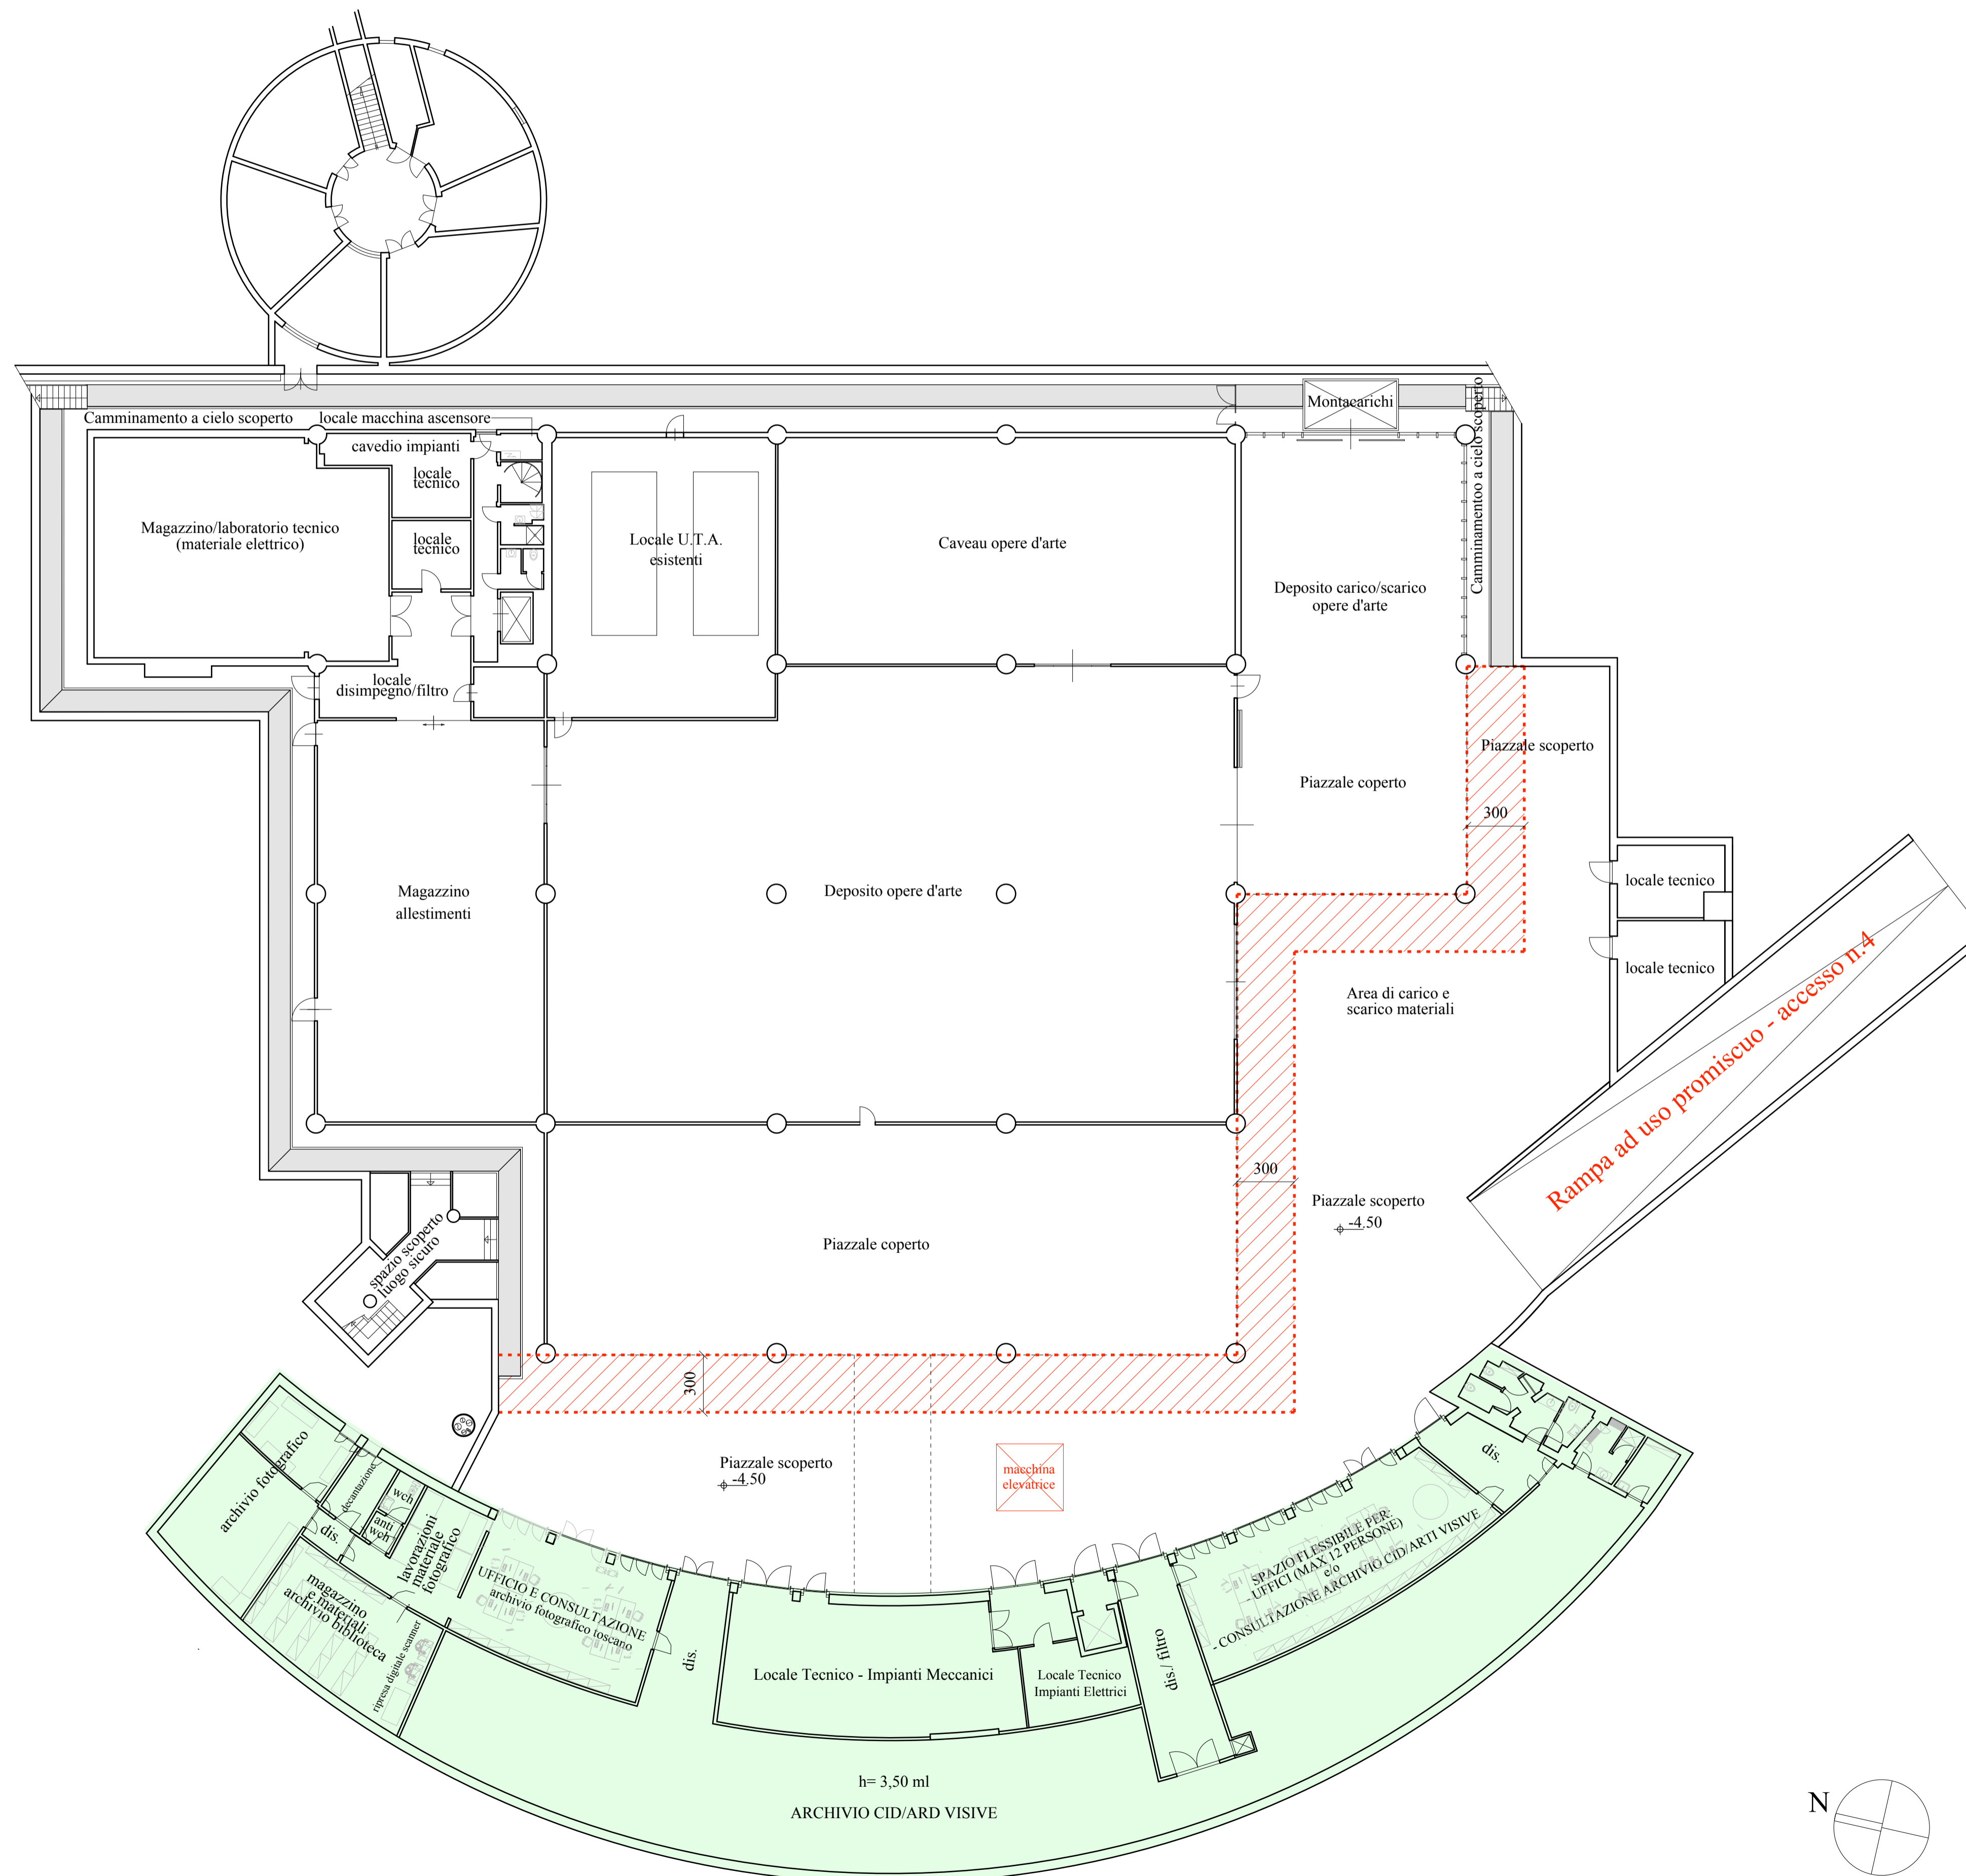 Camminamento a cielo scoperto
locale macchina ascensore
Montacarichi
Camminamentoo a cielo scoperto
cavedio impianti
locale
tecnico
Magazzino/laboratorio tecnico
(materiale elettrico)
locale
tecnico
Locale U.T.A.
esistenti
Caveau opere d'arte
Deposito carico/scarico
opere d'arte
locale
disimpegno/filtro
Piazzale scoperto
Piazzale coperto
300
locale tecnico
Magazzino
allestimenti
Deposito opere d'arte
locale tecnico
Area di carico e
scarico materiali
Rampa ad uso promiscuo - accesso n.4
300
Piazzale scoperto
-4.50
spazio scoperto
luogo sicuro
Piazzale coperto
300
Piazzale scoperto
-4.50
macchina
elevatrice
archivio fotografico
decantazione
wch
anti
wch
dis.
lavorazioni
materiale
fotografico
magazzino
e materiali
archivio biblioteca
ripresa digitale scanner
UFFICIO E CONSULTAZIONE
archivio fotografico toscano
dis.
Locale Tecnico - Impianti Meccanici
Locale Tecnico
Impianti Elettrici
dis./ filtro
SPAZIO FLESSIBILE PER:
- UFFICI (MAX 12 PERSONE)
e/o
- CONSULTAZIONE ARCHIVIO CID/ARTI VISIVE
dis.
h= 3,50 ml
ARCHIVIO CID/ARD VISIVE
N